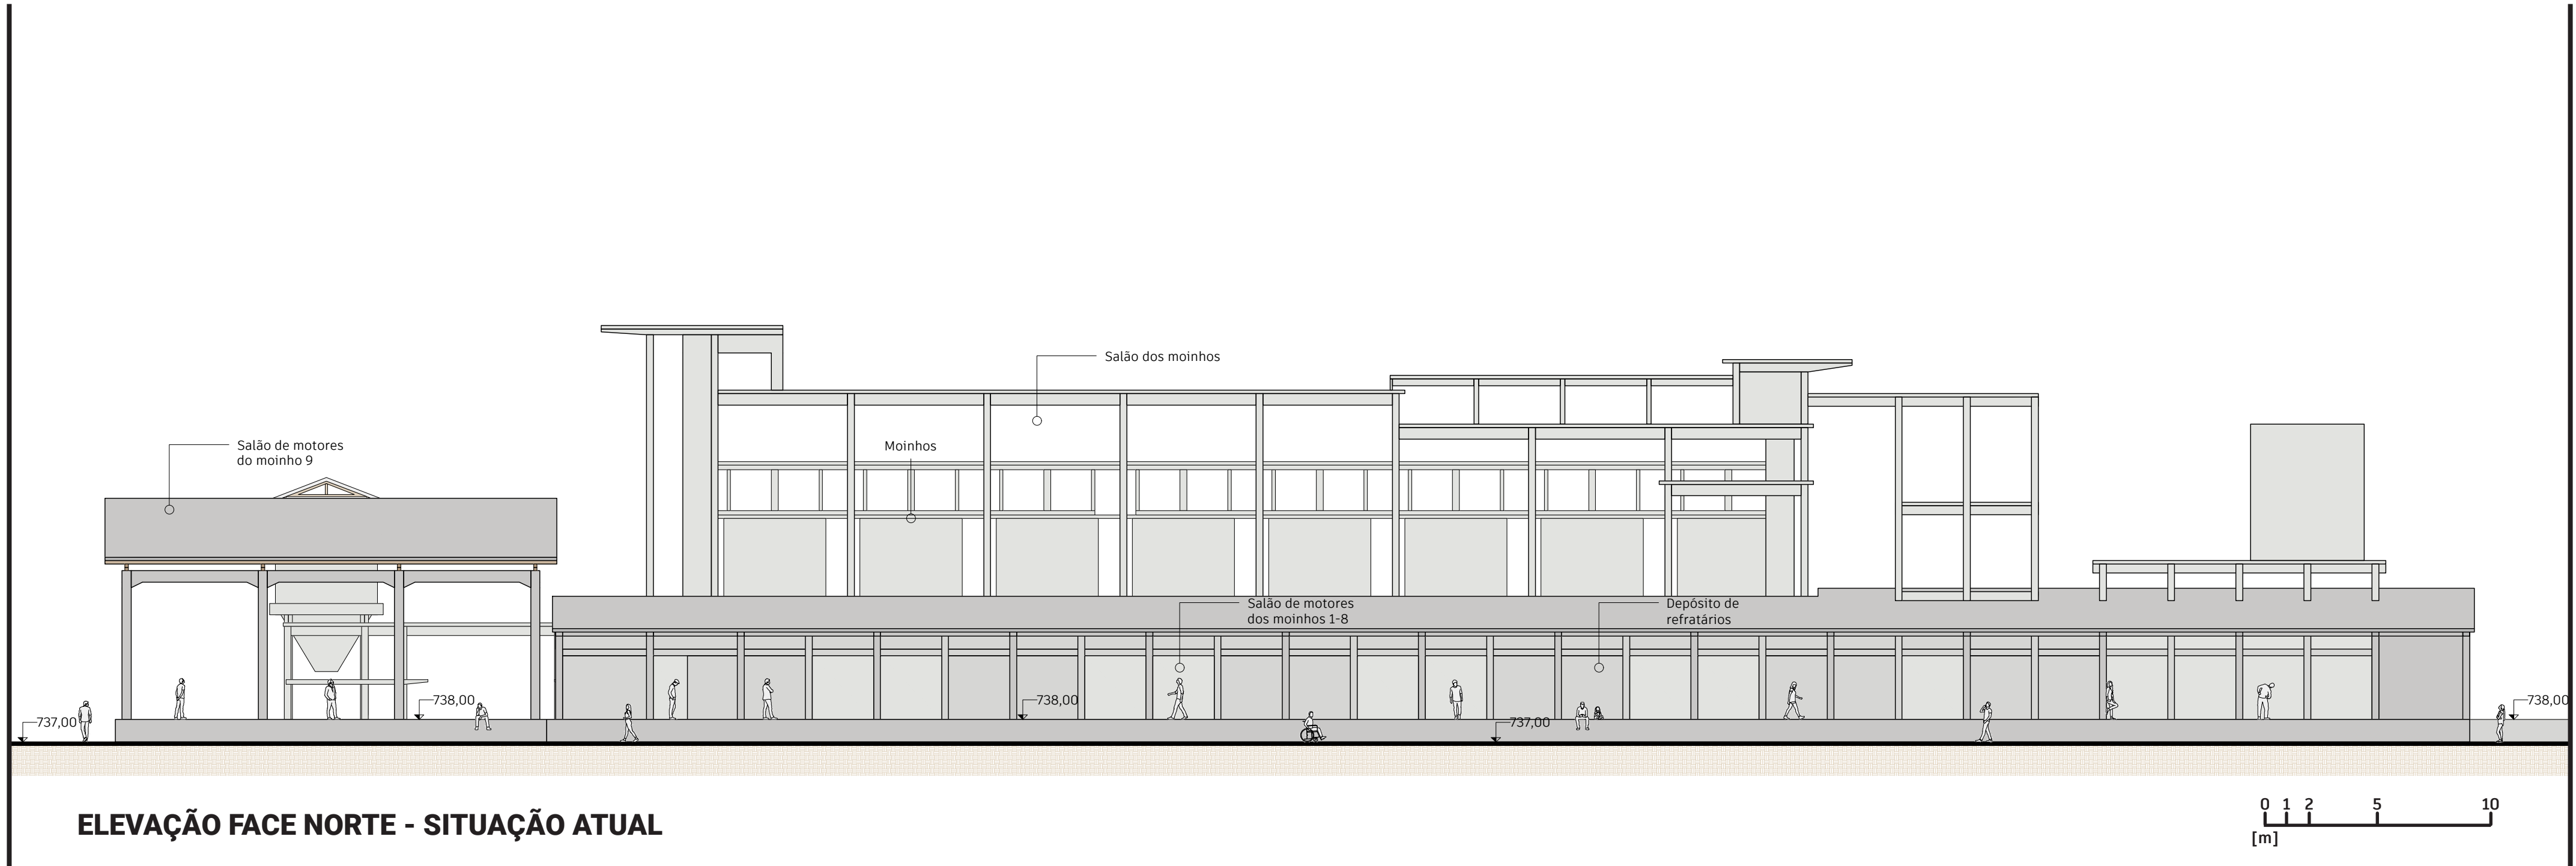 Salão dos moinhos
Salão de motores
do moinho 9
Moinhos
Salão de motores
dos moinhos 1-8
Depósito de
refratários
737,00
738,00
738,00
737,00
738,00
ELEVAÇÃO FACE NORTE - SITUAÇÃO ATUAL
0 1 2 5 10
[m]